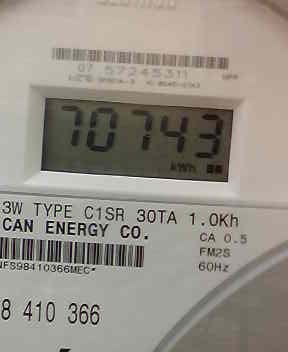 07 57245311
70743
kWh
3W TYPE C1SR 30TA 1.0Kh
CAN ENERGY CO.
CA 0.5
FM2S
60Hz
NFS98410366MEC*
8 410 366